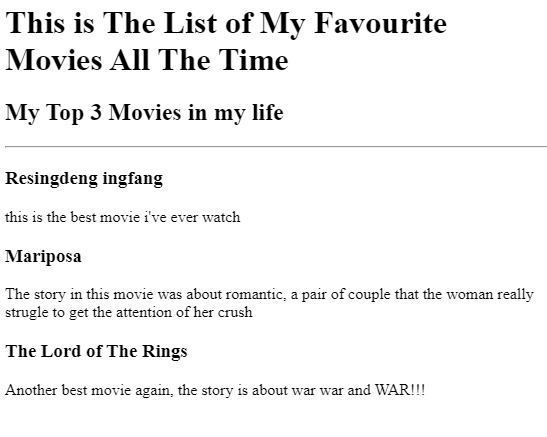 This is The List of My Favourite
Movies All The Time
My Top 3 Movies in my life
Resingdeng ingfang
this is the best movie i've ever watch
Mariposa
The story in this movie was about romantic, a pair of couple that the woman really
strugle to get the attention of her crush
The Lord of The Rings
Another best movie again, the story is about war war and WAR!!!